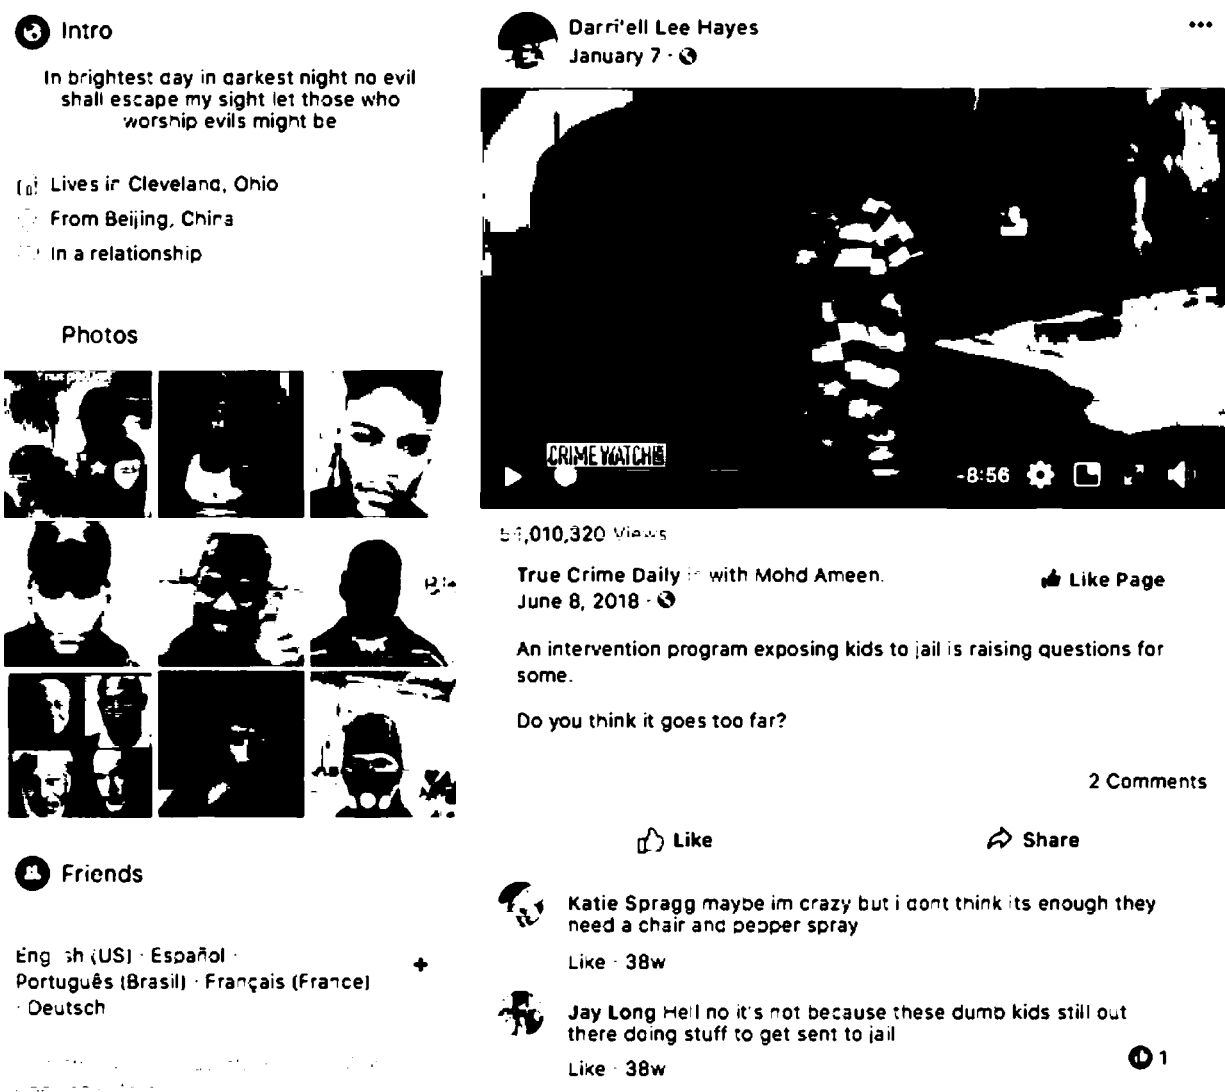 Intro
In brightest day in darkest night no evil
shall escape my sight let those who
worship evils might be
Lives in Cleveland, Ohio
From Beijing, China
In a relationship
Photos
Friends
English (US) · Español ·
Português (Brasil) · Français (France)
· Deutsch
Darri'ell Lee Hayes
January 7 ·
CRIME WATCH
-8:56
,010,320 Views
True Crime Daily is with Mohd Ameen.
June 8, 2018 ·
Like Page
An intervention program exposing kids to jail is raising questions for
some.
Do you think it goes too far?
2 Comments
Like
Share
Katie Spragg maybe im crazy but i dont think its enough they
need a chair and pepper spray
Like · 38w
Jay Long Hell no it's not because these dumb kids still out
there doing stuff to get sent to jail
Like · 38w
1